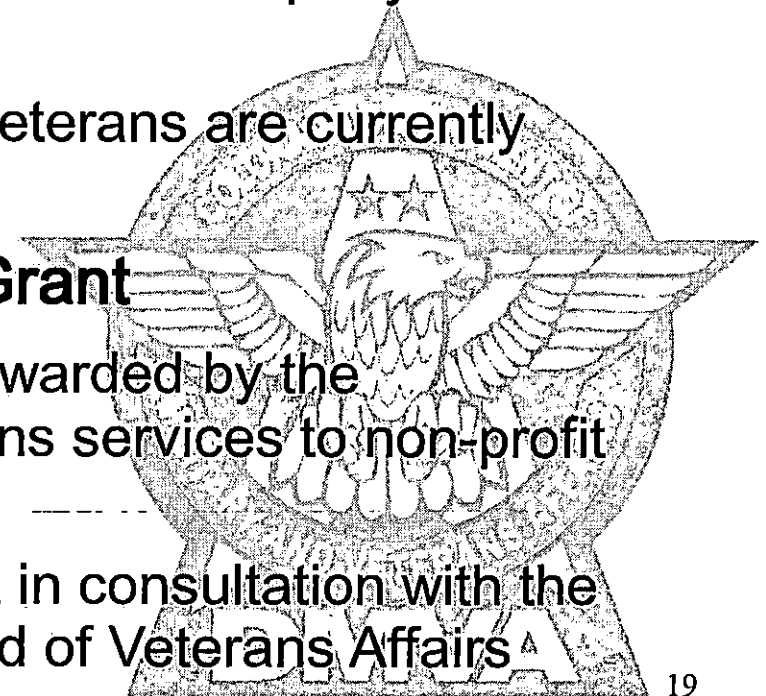 eterans are currently
Grant
warded by the
ns services to non-profit
in consultation with the
d of Veterans Affairs
DMVA
19